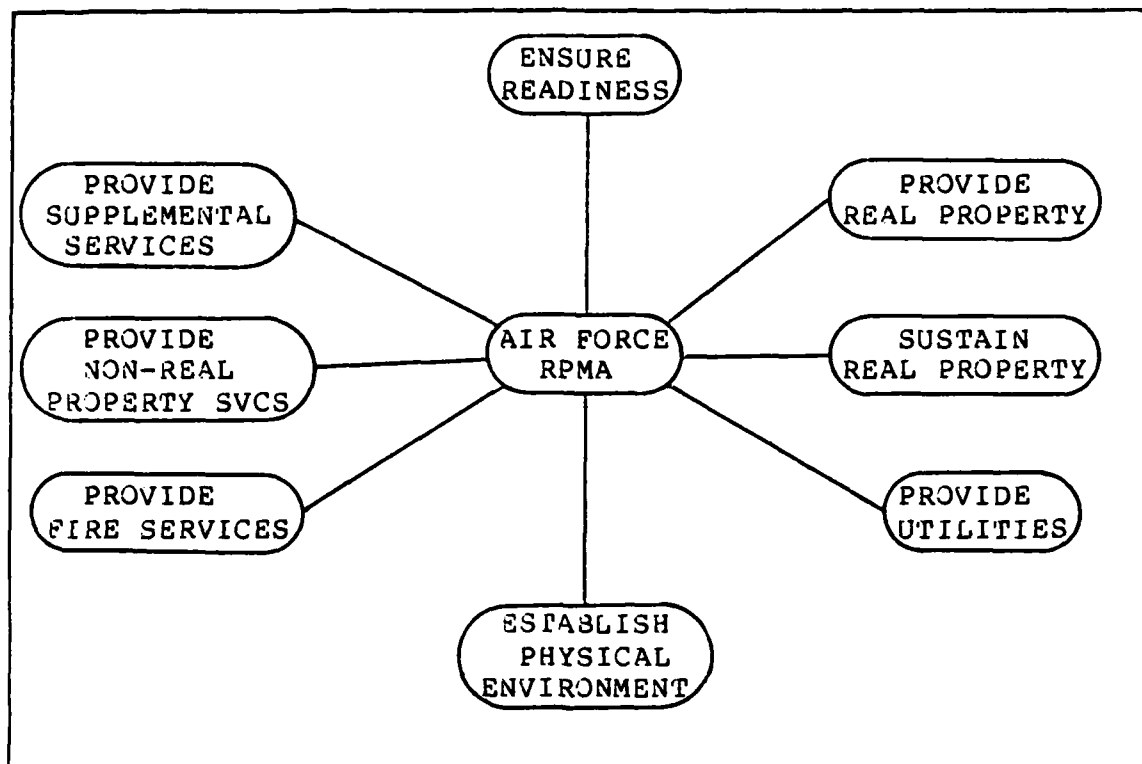 ENSURE
READINESS
PROVIDE
SUPPLEMENTAL
SERVICES
PROVIDE
REAL PROPERTY
AIR FORCE
RPMA
PROVIDE
NON-REAL
PROPERTY SVCS
SUSTAIN
REAL PROPERTY
PROVIDE
FIRE SERVICES
PROVIDE
UTILITIES
ESTABLISH
PHYSICAL
ENVIRONMENT